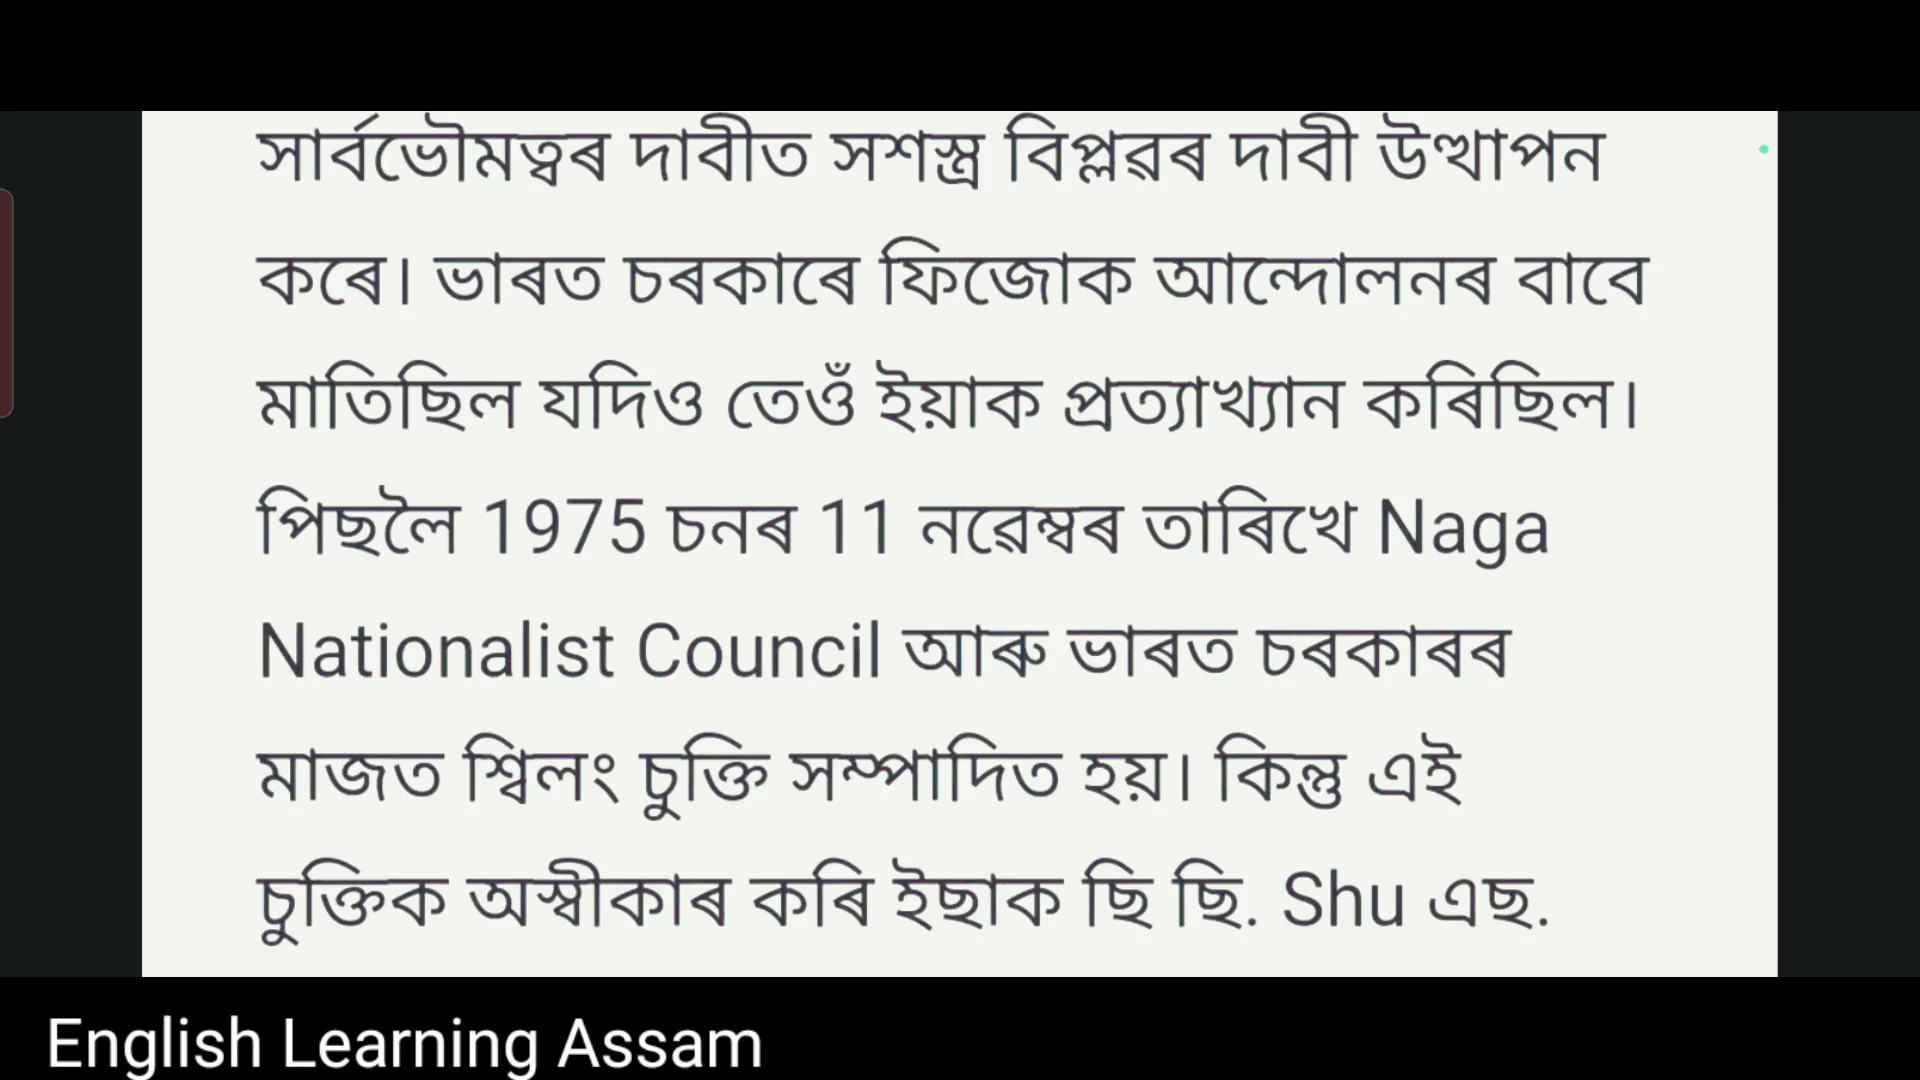 সাৰ্বভৌমত্বৰ দাবীত সশস্ত্ৰ বিপ্লৱৰ দাবী উত্থাপন
কৰে। ভাৰত চৰকাৰে ফিজোক আন্দোলনৰ বাবে
মাতিছিল যদিও তেওঁ ইয়াক প্ৰত্যাখ্যান কৰিছিল।
পিছলৈ 1975 চনৰ 11 নৱেম্বৰ তাৰিখে Naga
Nationalist Council আৰু ভাৰত চৰকাৰৰ
মাজত শ্বিলং চুক্তি সম্পাদিত হয়। কিন্তু এই
চুক্তিক অস্বীকাৰ কৰি ইছাক ছি ছি. Shu এছ.
English Learning Assam